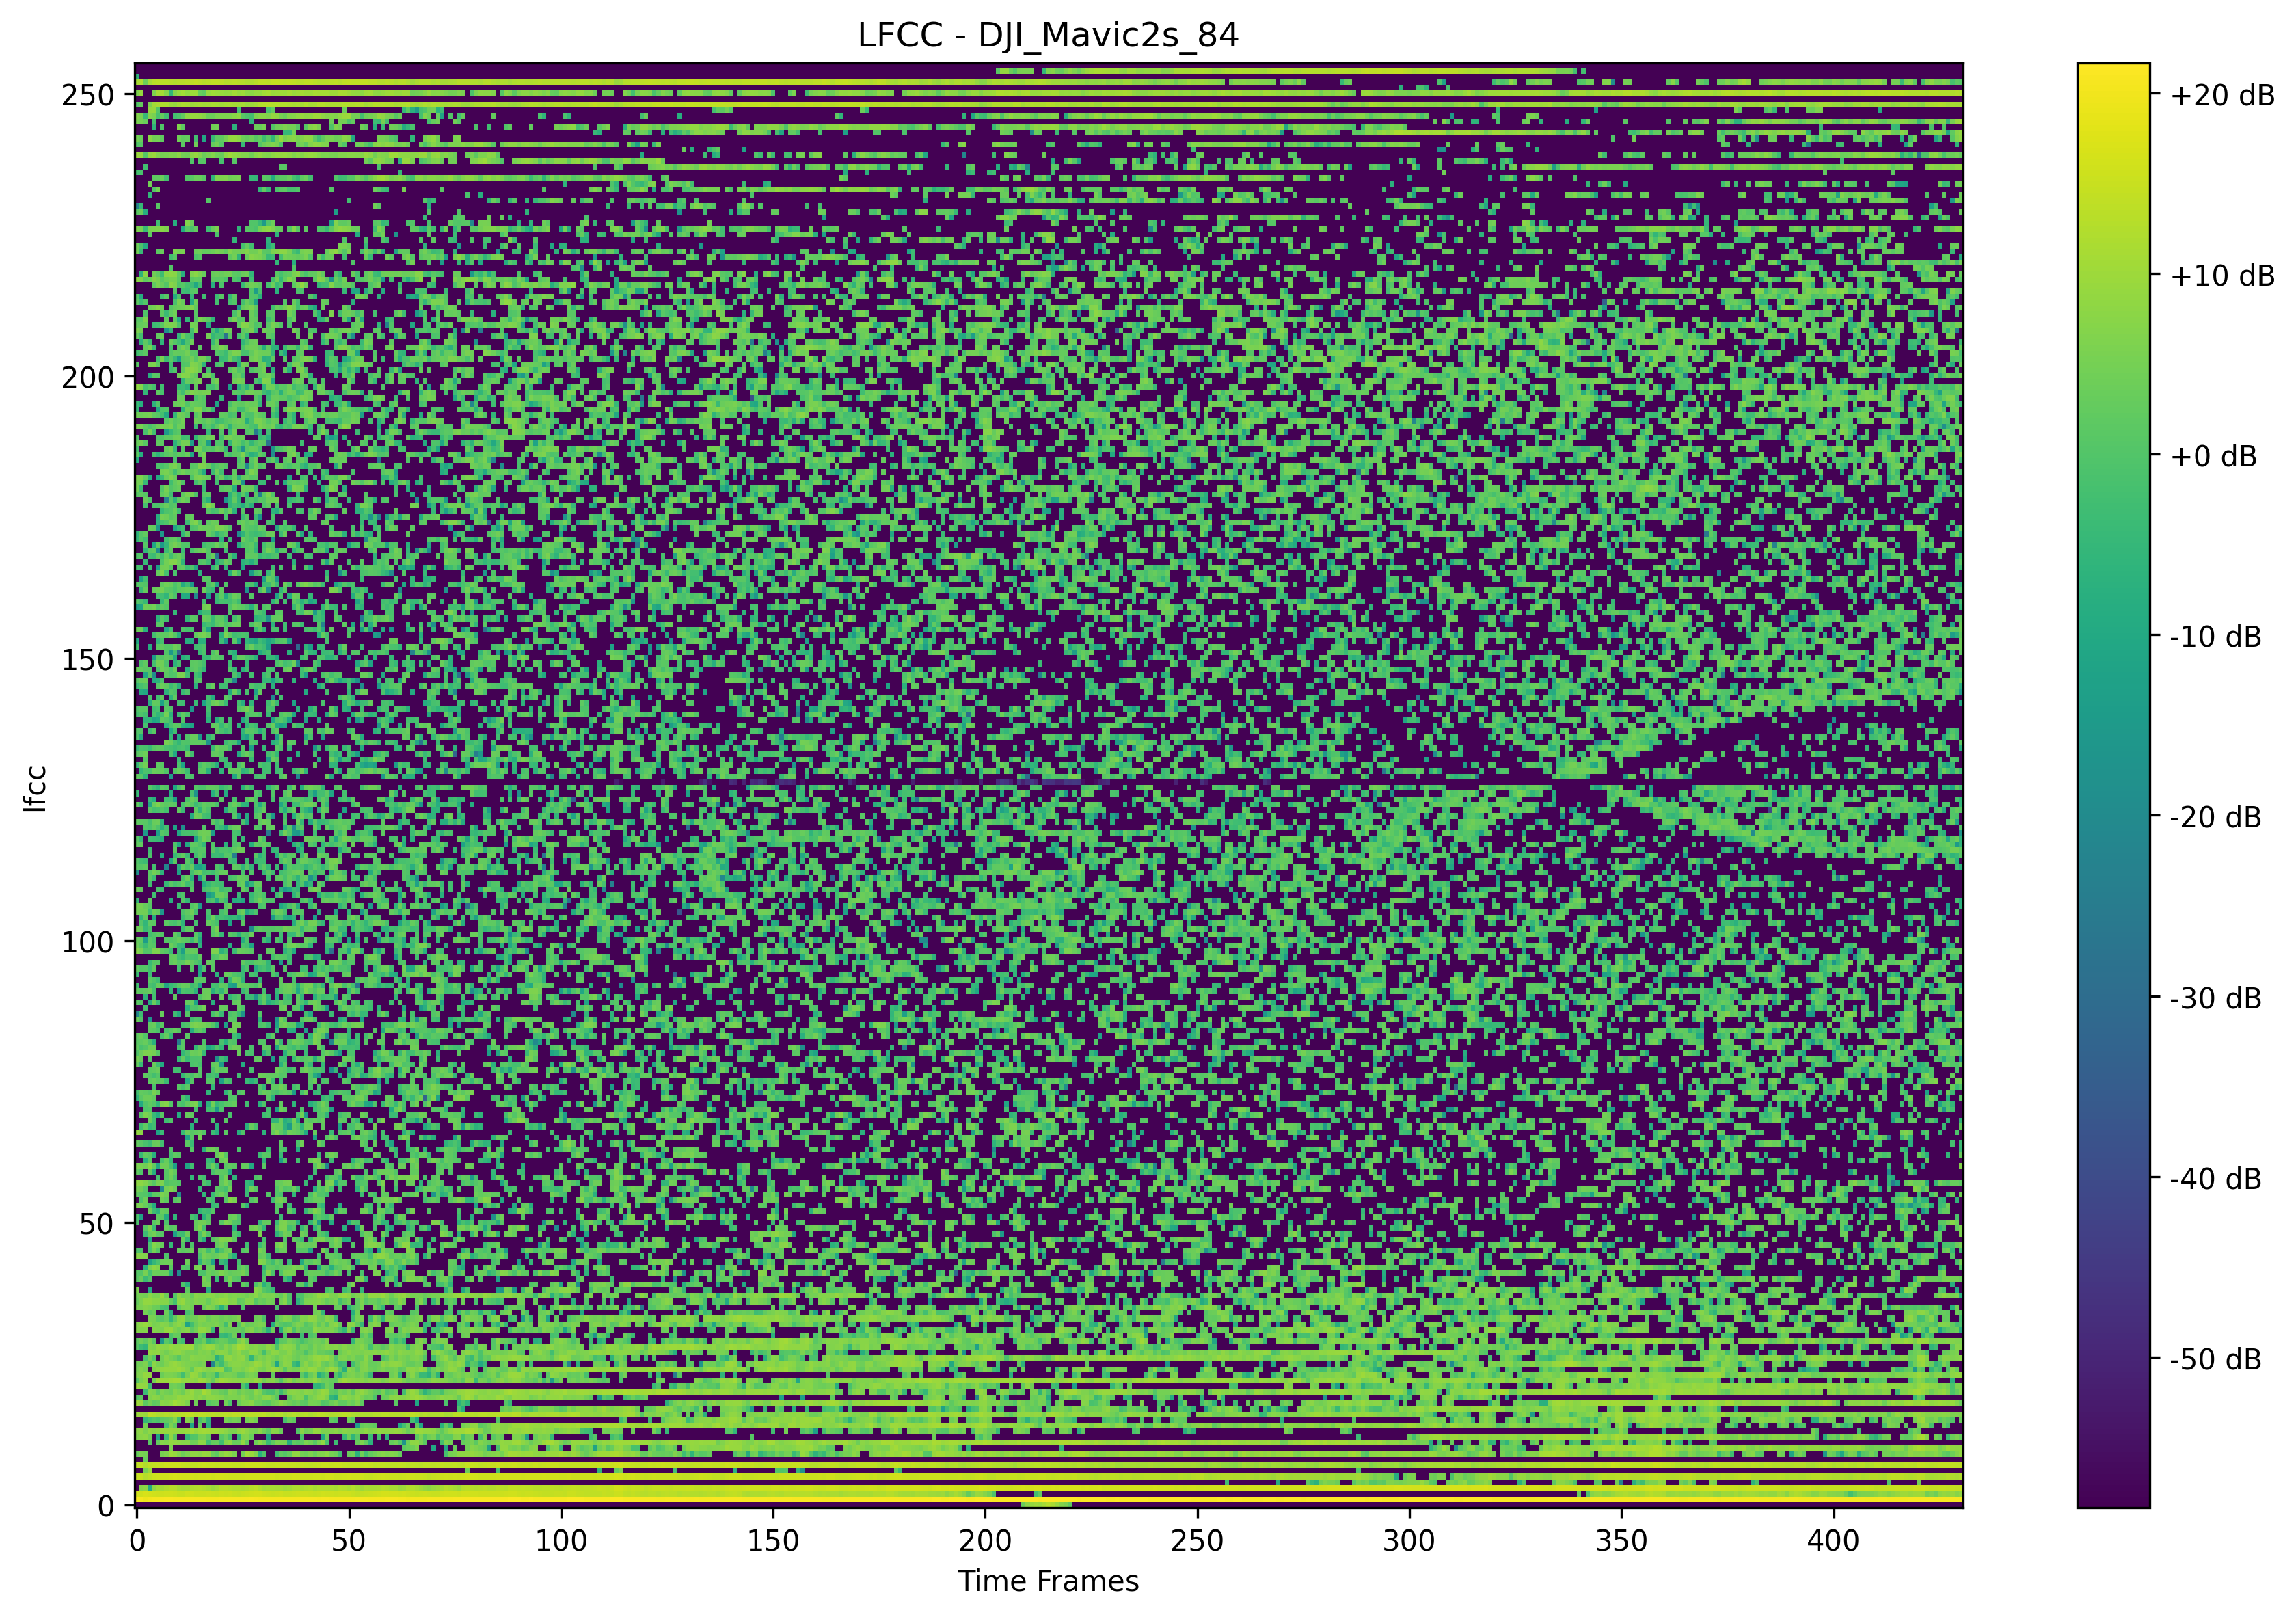 LFCC - DJI_Mavic2s_84
250
200
150
100
50
0
lfcc
0 50 100 150 200 250 300 350 400
Time Frames
+20 dB
+10 dB
+0 dB
-10 dB
-20 dB
-30 dB
-40 dB
-50 dB